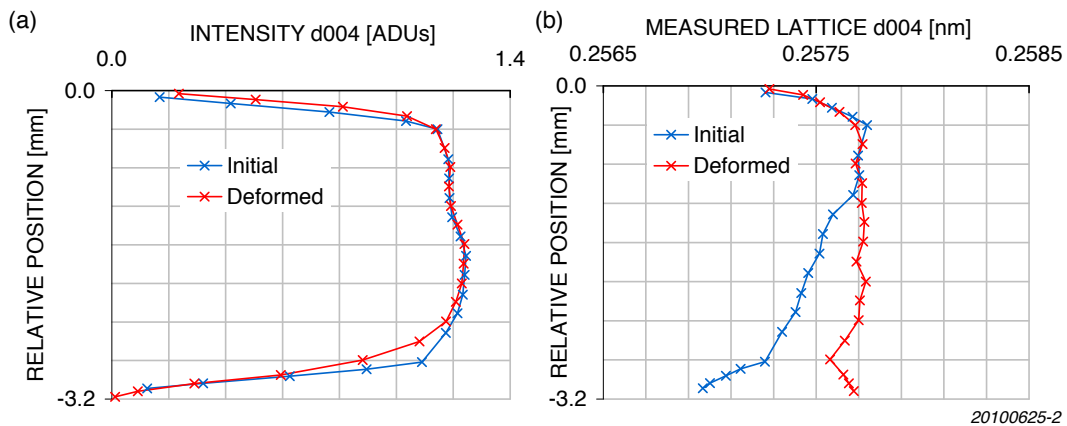 (a)
INTENSITY d004 [ADUs]
0.0
1.4
0.0
RELATIVE POSITION [mm]
Initial
Deformed
-3.2
(b)
MEASURED LATTICE d004 [nm]
0.2565
0.2575
0.2585
0.0
RELATIVE POSITION [mm]
Initial
Deformed
-3.2
20100625-2